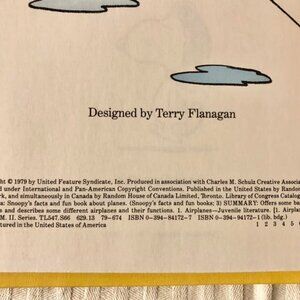 Designed by Terry Flanagan
ght © 1979 by United Feature Syndicate, Inc. Produced in association with Charles M. Schulz Creative Associa
d under International and Pan-American Copyright Conventions. Published in the United States by Random
rk, and simultaneously in Canada by Random House of Canada Limited, Toronto. Library of Congress Catalog
a: Snoopy's facts and fun book about planes. (Snoopy's facts and fun books; 3) SUMMARY: Offers some ba
s and describes some different airplanes and their functions. 1. Airplanes—Juvenile literature. [1. Airplan
M. II. Series. TL547.S66 629.13 79-674 ISBN 0-394-84172-7 ISBN 0-394-94172-1 (lib. bdg.)
tured in the United States of America
1 2 3 4 5